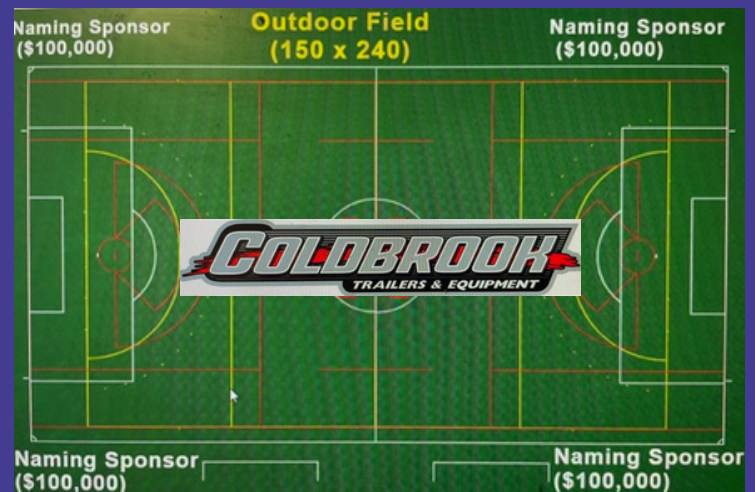 Naming Sponsor
($100,000)
Outdoor Field
(150 x 240)
Naming Sponsor
($100,000)
COLDBROOK
TRAILERS & EQUIPMENT
Naming Sponsor
($100,000)
Naming Sponsor
($100,000)